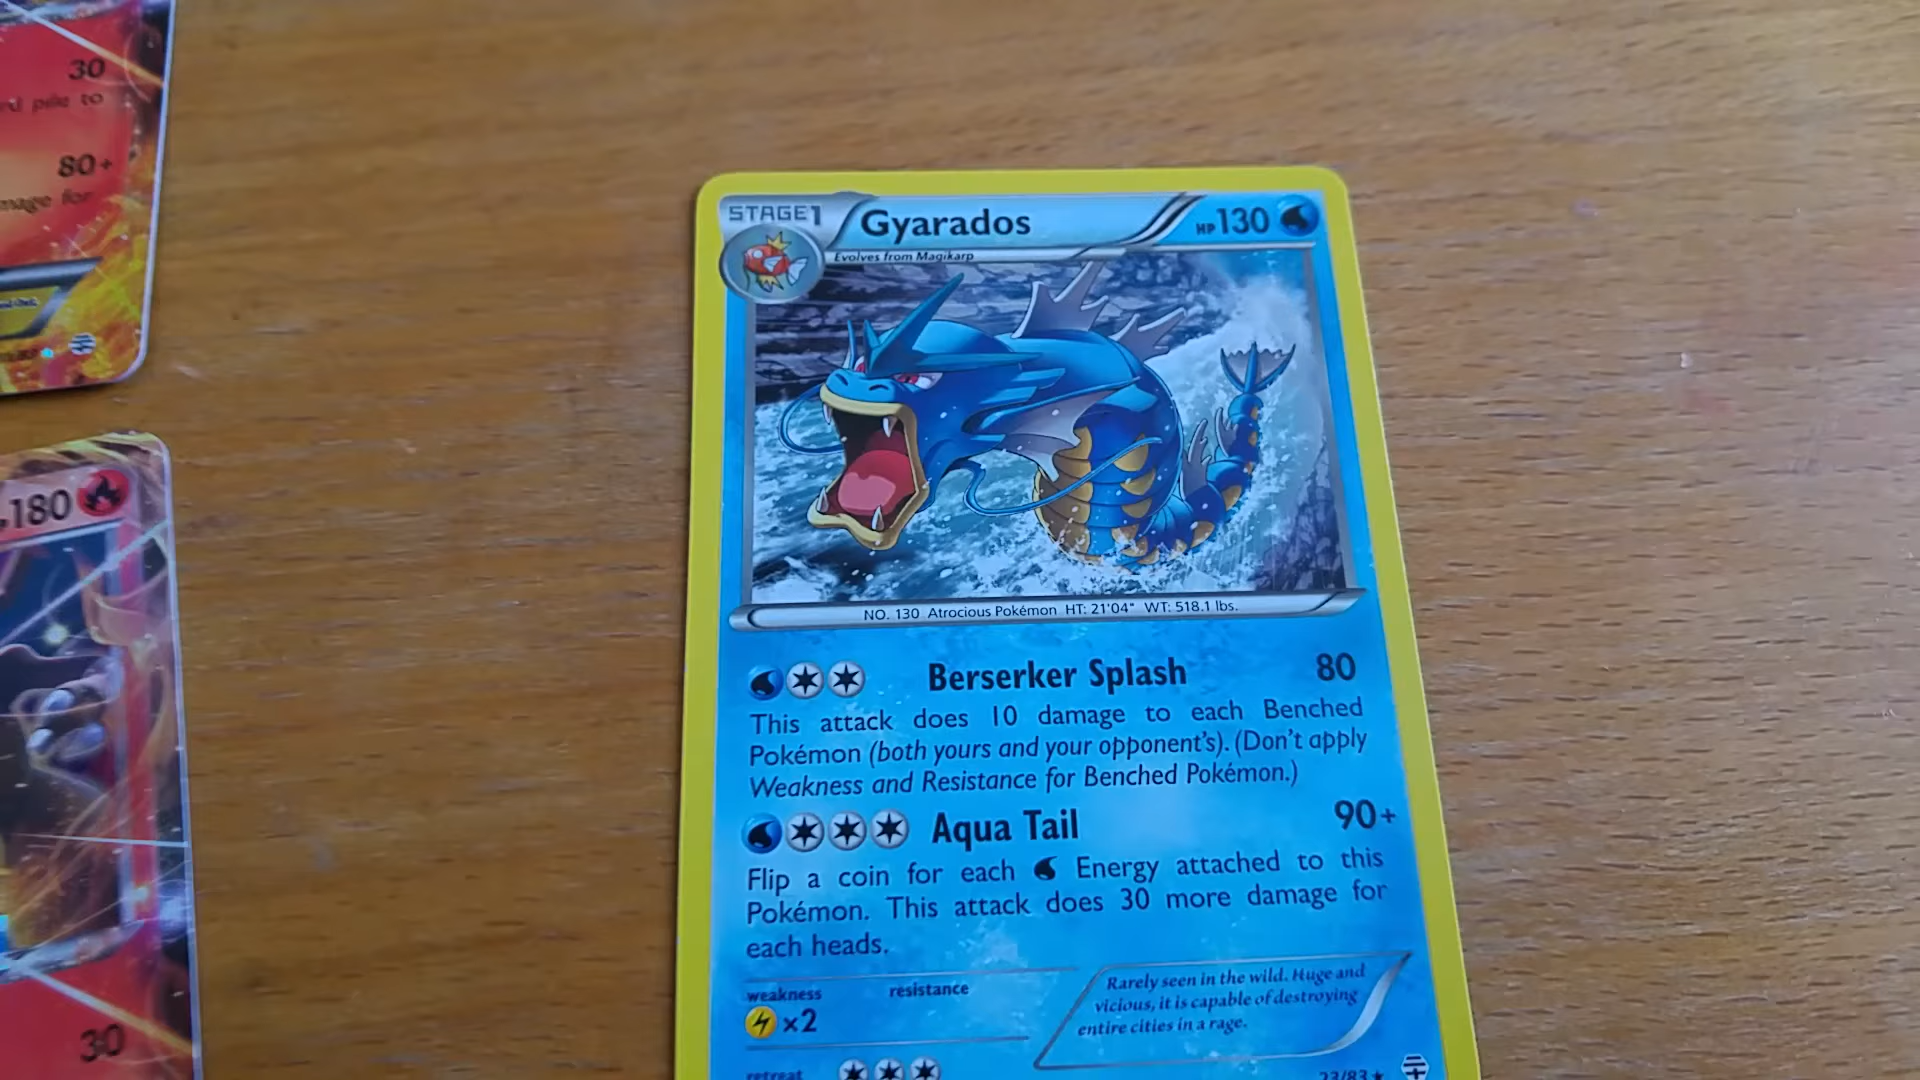 30
pile to
80+
mage for
180
30
STAGE1 Gyarados HP130
Evolves from Magikarp
NO. 130 Atrocious Pokémon HT: 21'04" WT: 518.1 lbs.
Berserker Splash 80
This attack does 10 damage to each Benched
Pokémon (both yours and your opponent's). (Don't apply
Weakness and Resistance for Benched Pokémon.)
Aqua Tail 90+
Flip a coin for each Energy attached to this
Pokémon. This attack does 30 more damage for
each heads.
weakness resistance
×2
Rarely seen in the wild. Huge and
vicious, it is capable of destroying
entire cities in a rage.
retreat
23/83